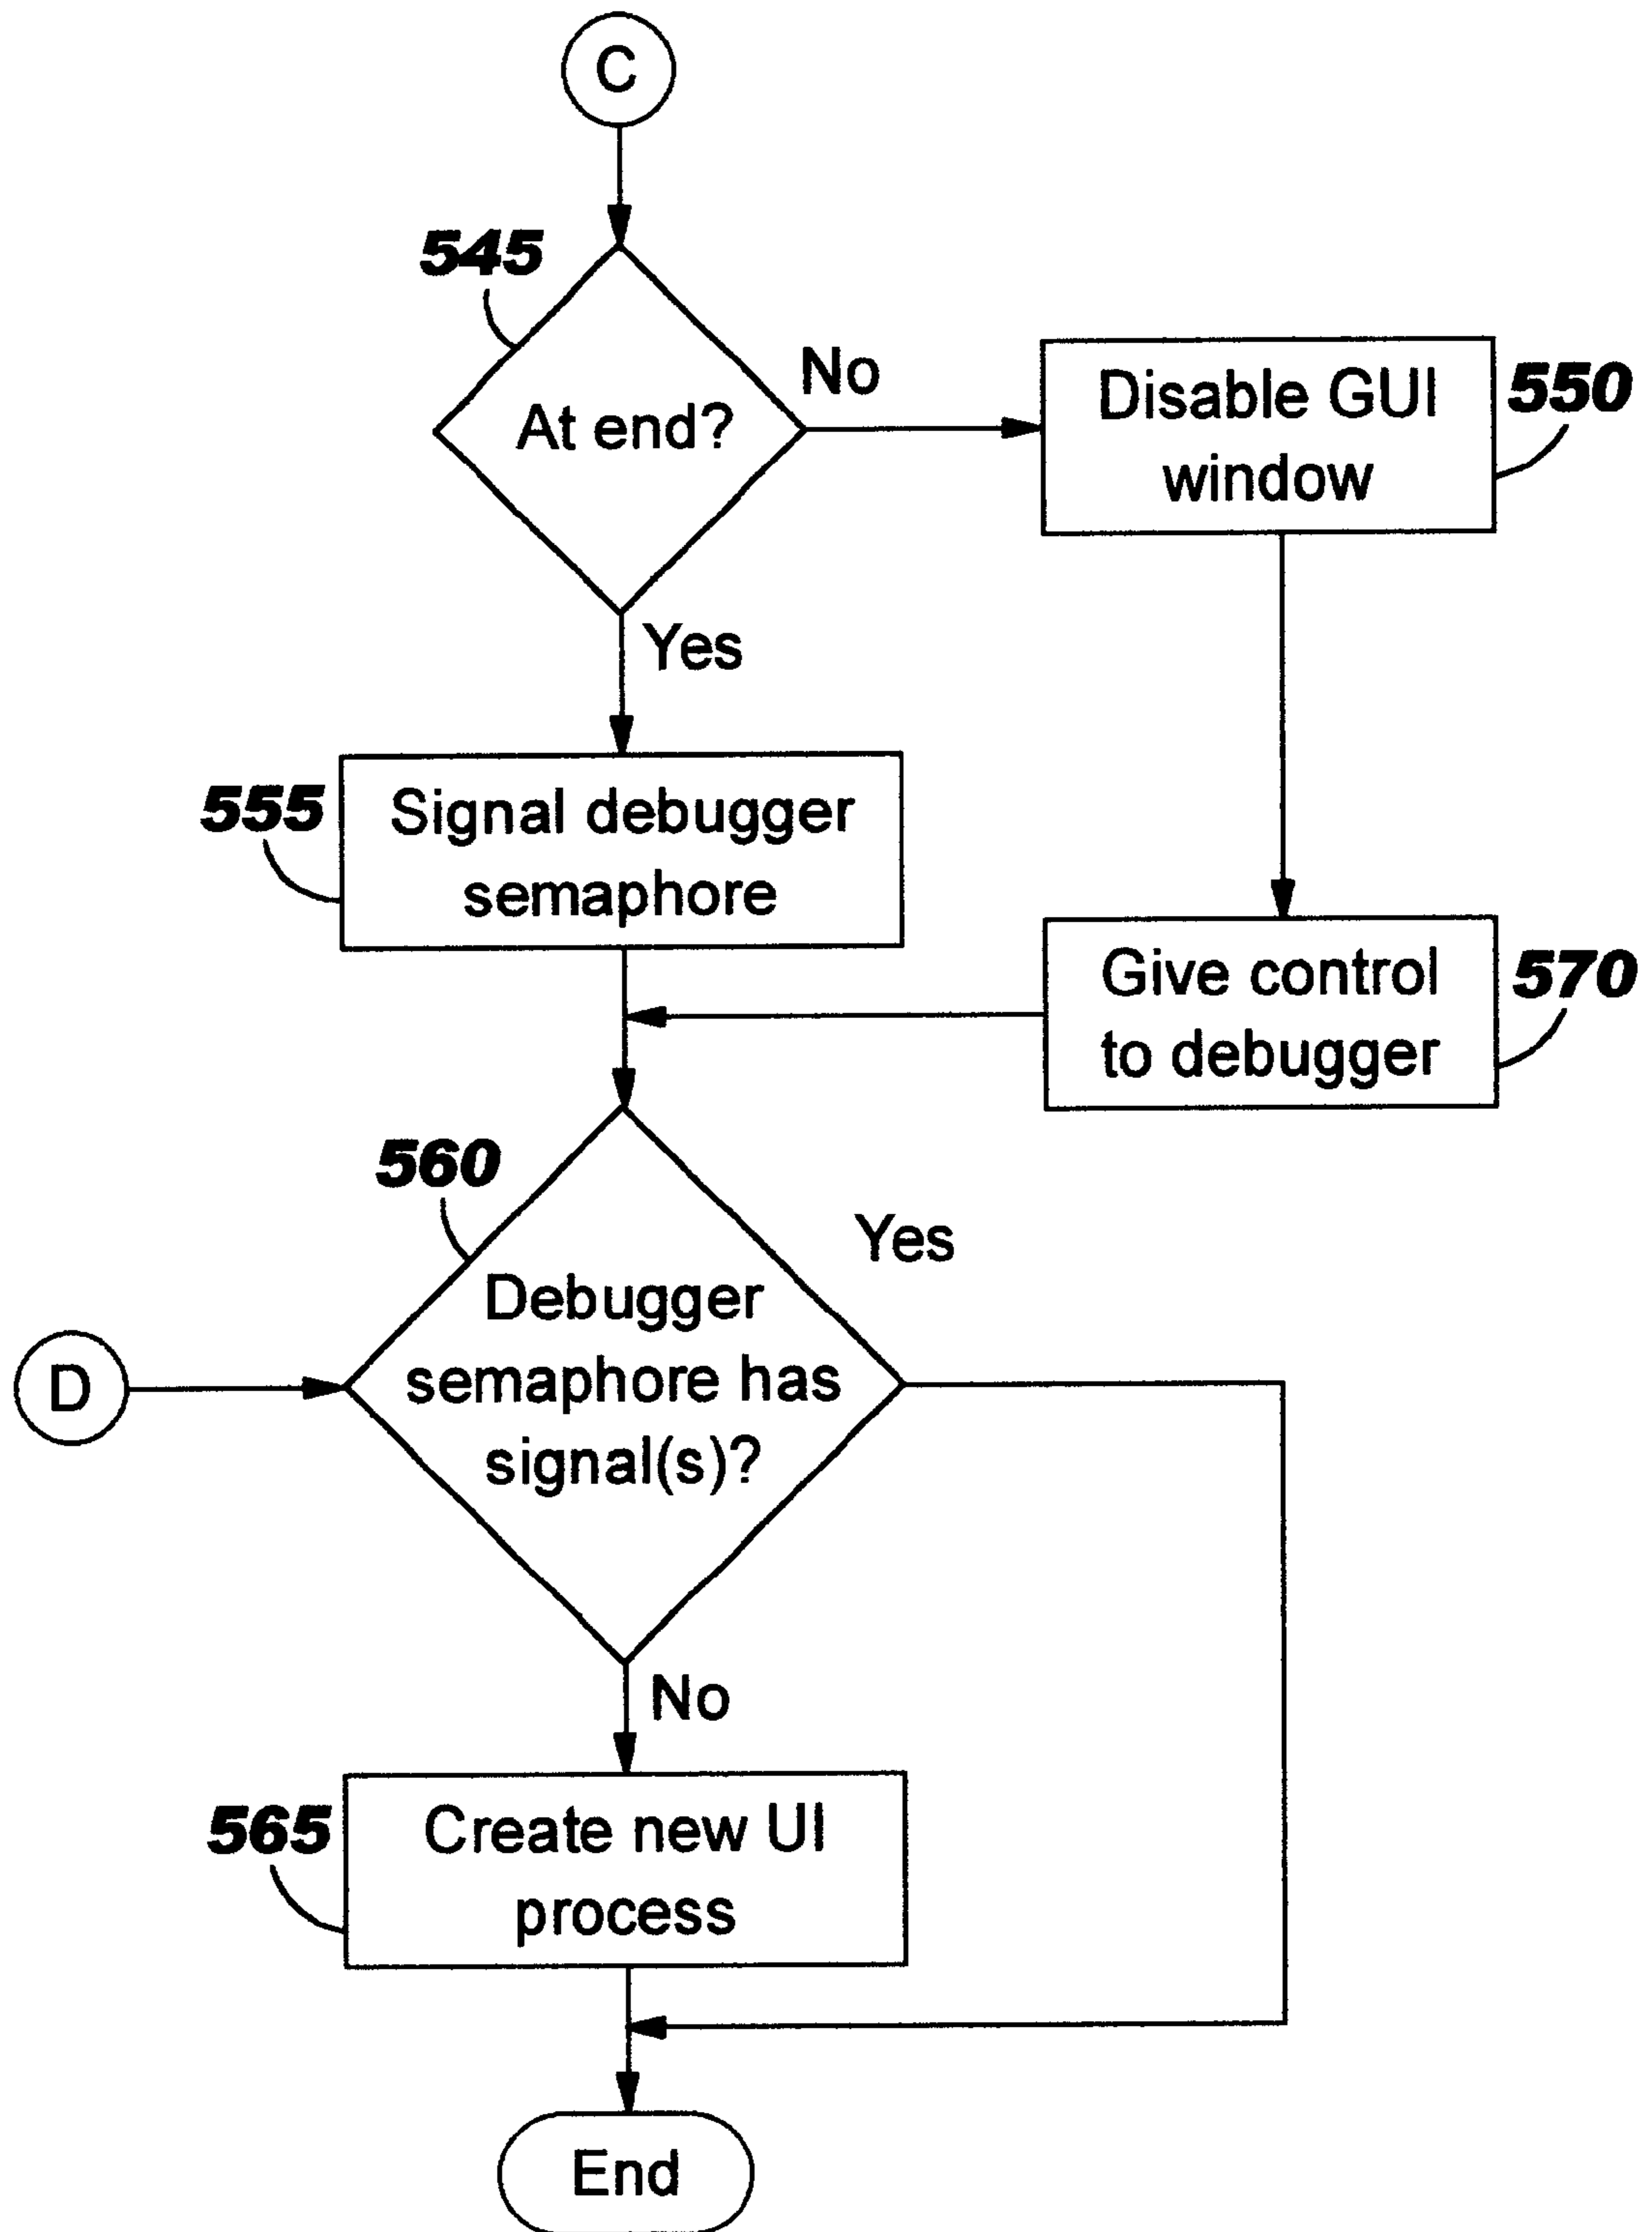 C
545
At end?
No
Disable GUI
window
550
Yes
555
Signal debugger
semaphore
Give control
to debugger
570
560
Yes
Debugger
semaphore has
signal(s)?
D
No
565
Create new UI
process
End